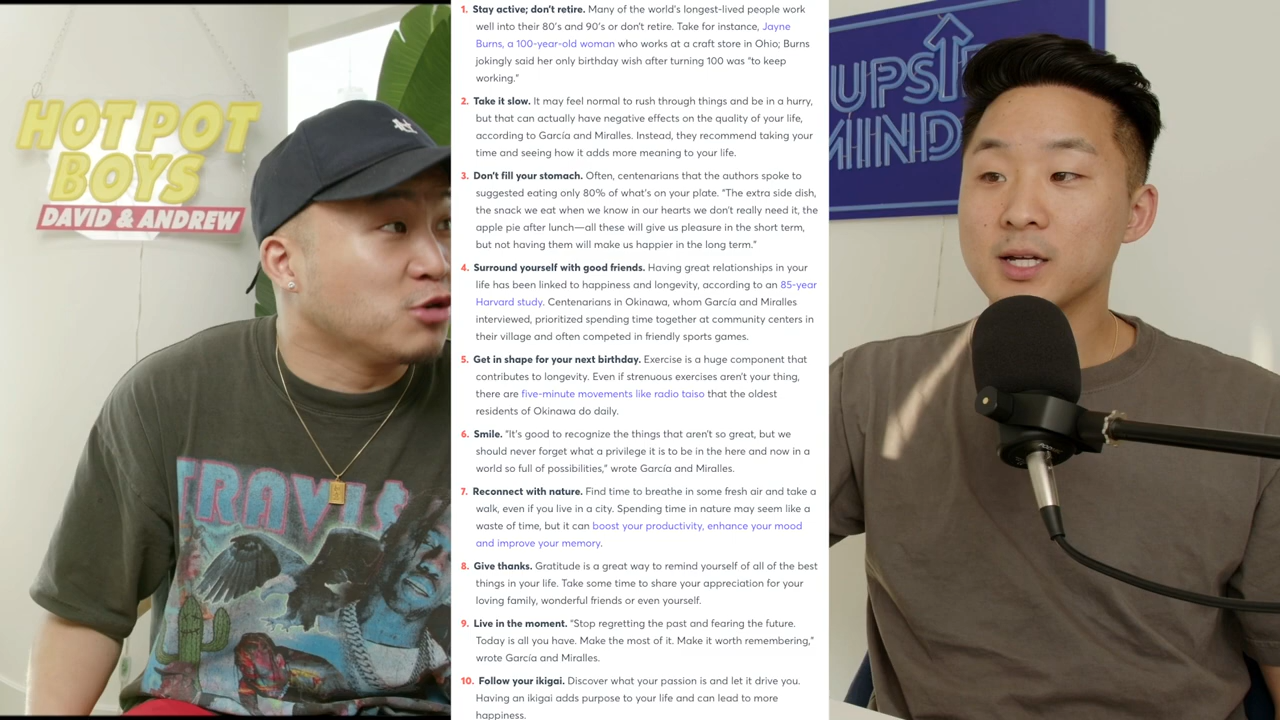 HOT POT
BOYS
DAVID & ANDREW
TRAVIS
1. Stay active; don't retire. Many of the world's longest-lived people work
well into their 80's and 90's or don't retire. Take for instance, Jayne
Burns, a 100-year-old woman who works at a craft store in Ohio; Burns
jokingly said her only birthday wish after turning 100 was "to keep
working."
2. Take it slow. It may feel normal to rush through things and be in a hurry,
but that can actually have negative effects on the quality of your life,
according to García and Miralles. Instead, they recommend taking your
time and seeing how it adds more meaning to your life.
3. Don't fill your stomach. Often, centenarians that the authors spoke to
suggested eating only 80% of what's on your plate. "The extra side dish,
the snack we eat when we know in our hearts we don't really need it, the
apple pie after lunch—all these will give us pleasure in the short term,
but not having them will make us happier in the long term."
4. Surround yourself with good friends. Having great relationships in your
life has been linked to happiness and longevity, according to an 85-year
Harvard study. Centenarians in Okinawa, whom García and Miralles
interviewed, prioritized spending time together at community centers in
their village and often competed in friendly sports games.
5. Get in shape for your next birthday. Exercise is a huge component that
contributes to longevity. Even if strenuous exercises aren't your thing,
there are five-minute movements like radio taiso that the oldest
residents of Okinawa do daily.
6. Smile. "It's good to recognize the things that aren't so great, but we
should never forget what a privilege it is to be in the here and now in a
world so full of possibilities," wrote García and Miralles.
7. Reconnect with nature. Find time to breathe in some fresh air and take a
walk, even if you live in a city. Spending time in nature may seem like a
waste of time, but it can boost your productivity, enhance your mood
and improve your memory.
8. Give thanks. Gratitude is a great way to remind yourself of all of the best
things in your life. Take some time to share your appreciation for your
loving family, wonderful friends or even yourself.
9. Live in the moment. "Stop regretting the past and fearing the future.
Today is all you have. Make the most of it. Make it worth remembering,"
wrote García and Miralles.
10. Follow your ikigai. Discover what your passion is and let it drive you.
Having an ikigai adds purpose to your life and can lead to more
happiness.
UPST
MIND